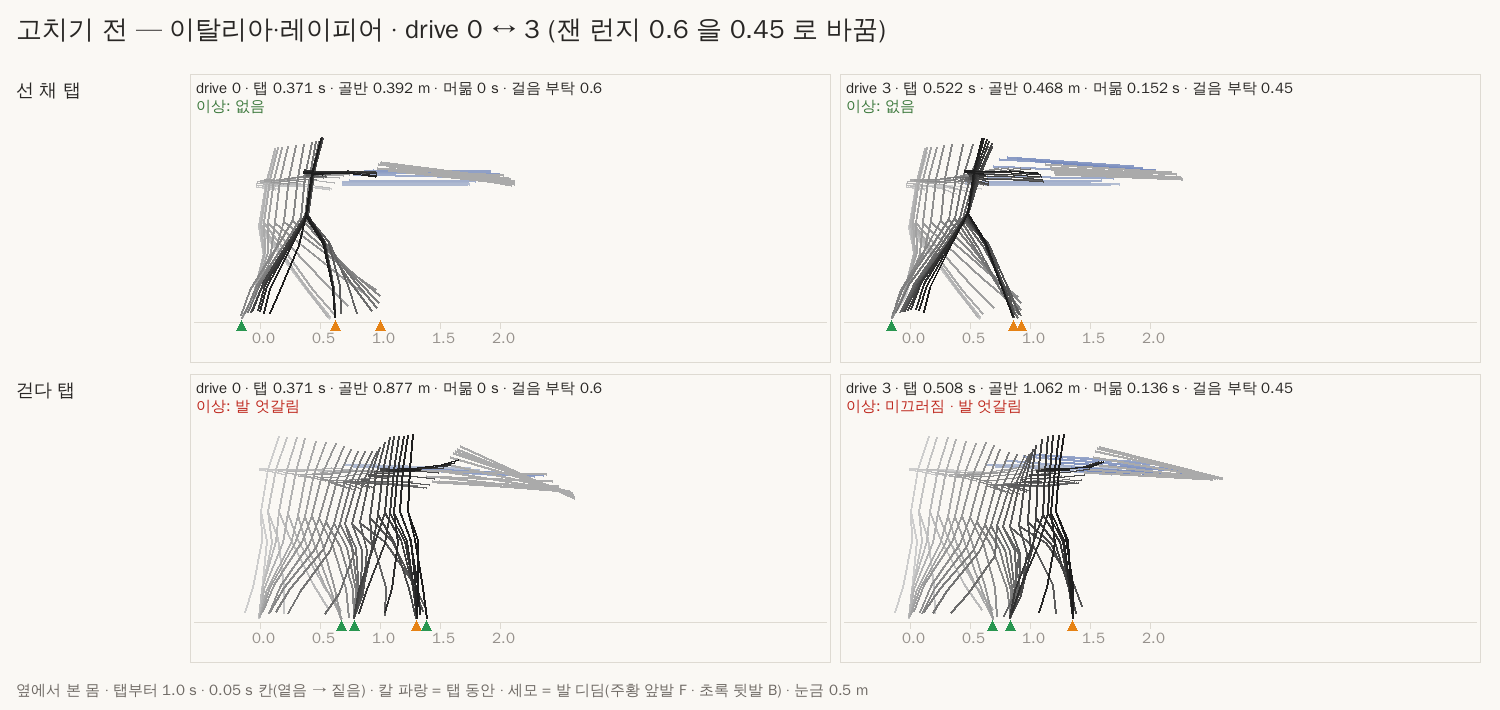 고치기 전 — 이탈리아·레이피어 · drive 0 ↔ 3 (잰 런지 0.6 을 0.45 로 바꿈)
선 채 탭
drive 0 · 탭 0.371 s · 골반 0.392 m · 머묾 0 s · 걸음 부탁 0.6
이상: 없음
0.0 0.5 1.0 1.5 2.0
drive 3 · 탭 0.522 s · 골반 0.468 m · 머묾 0.152 s · 걸음 부탁 0.45
이상: 없음
0.0 0.5 1.0 1.5 2.0
걷다 탭
drive 0 · 탭 0.371 s · 골반 0.877 m · 머묾 0 s · 걸음 부탁 0.6
이상: 발 엇갈림
0.0 0.5 1.0 1.5 2.0
drive 3 · 탭 0.508 s · 골반 1.062 m · 머묾 0.136 s · 걸음 부탁 0.45
이상: 미끄러짐 · 발 엇갈림
0.0 0.5 1.0 1.5 2.0
옆에서 본 몸 · 탭부터 1.0 s · 0.05 s 칸(옅음 → 짙음) · 칼 파랑 = 탭 동안 · 세모 = 발 디딤(주황 앞발 F · 초록 뒷발 B) · 눈금 0.5 m